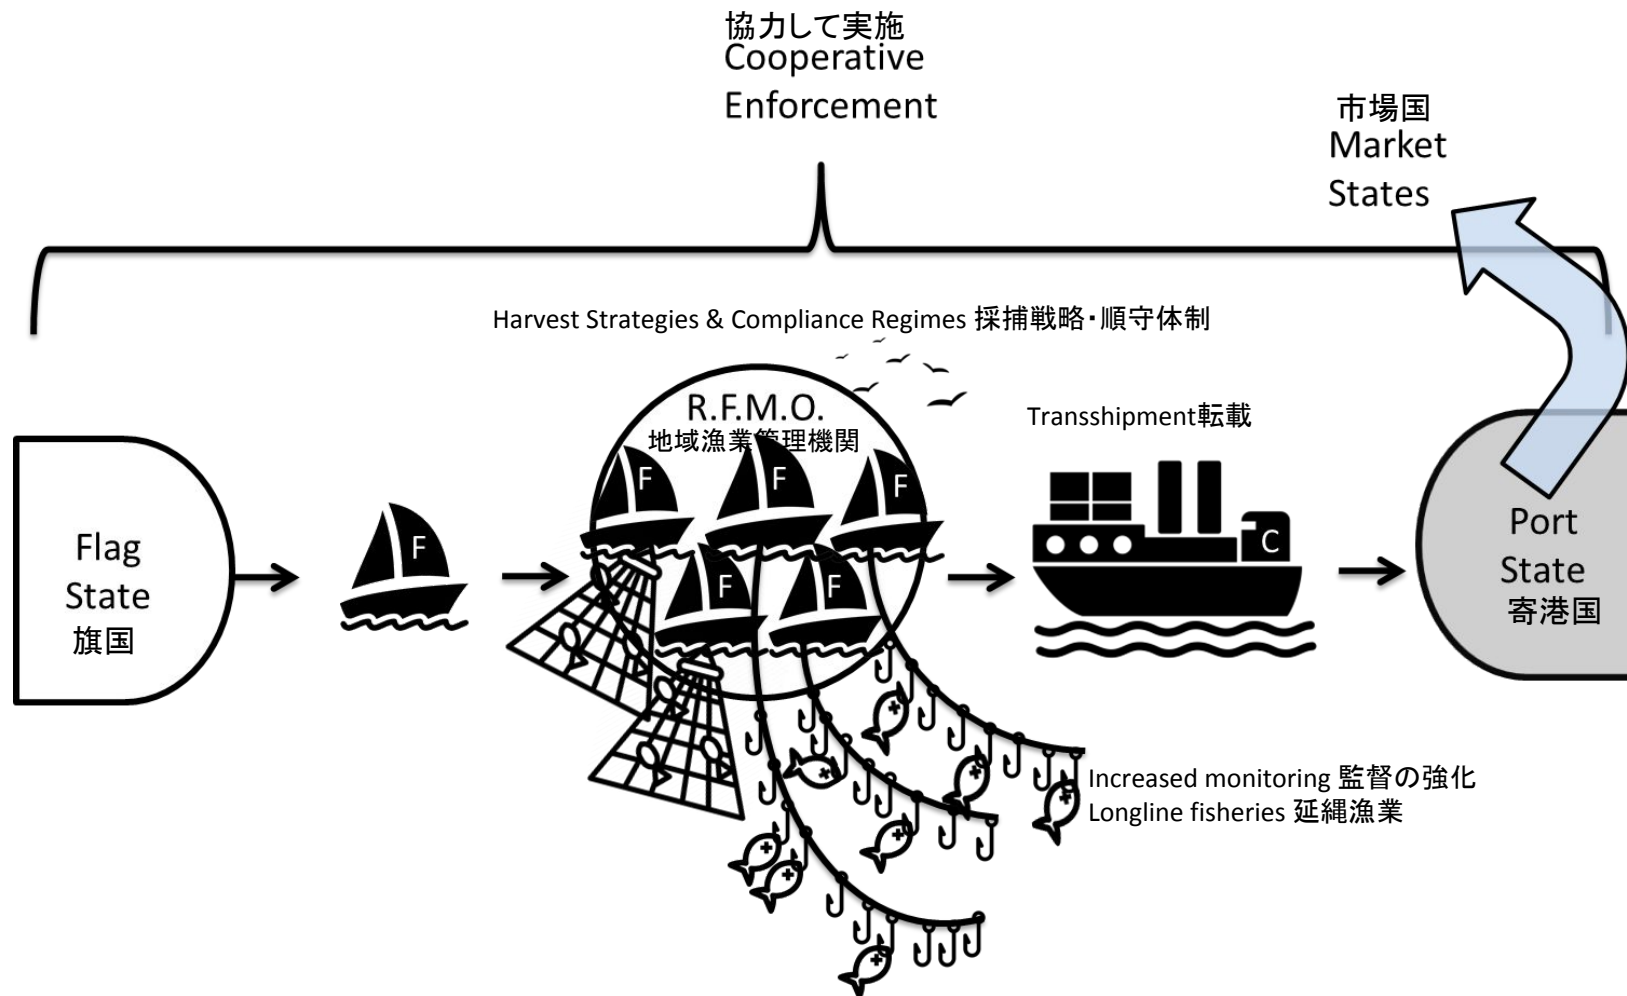 協力して実施
Cooperative
Enforcement
市場国
Market
States
Harvest Strategies & Compliance Regimes 採捕戦略・順守体制
R.F.M.O.
地域漁業管理機関
Transshipment転載
F
F
F
F
F
F
C
Flag
State
旗国
Port
State
寄港国
Increased monitoring 監督の強化
Longline fisheries 延縄漁業